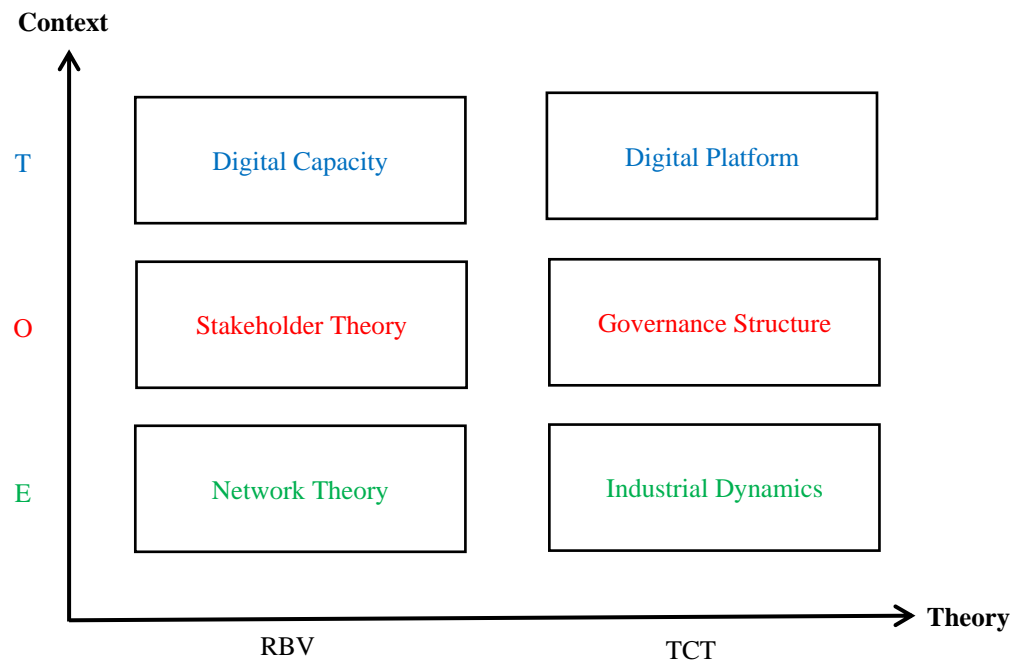 Context
T
Digital Capacity
Digital Platform
O
Stakeholder Theory
Governance Structure
E
Network Theory
Industrial Dynamics
Theory
RBV
TCT